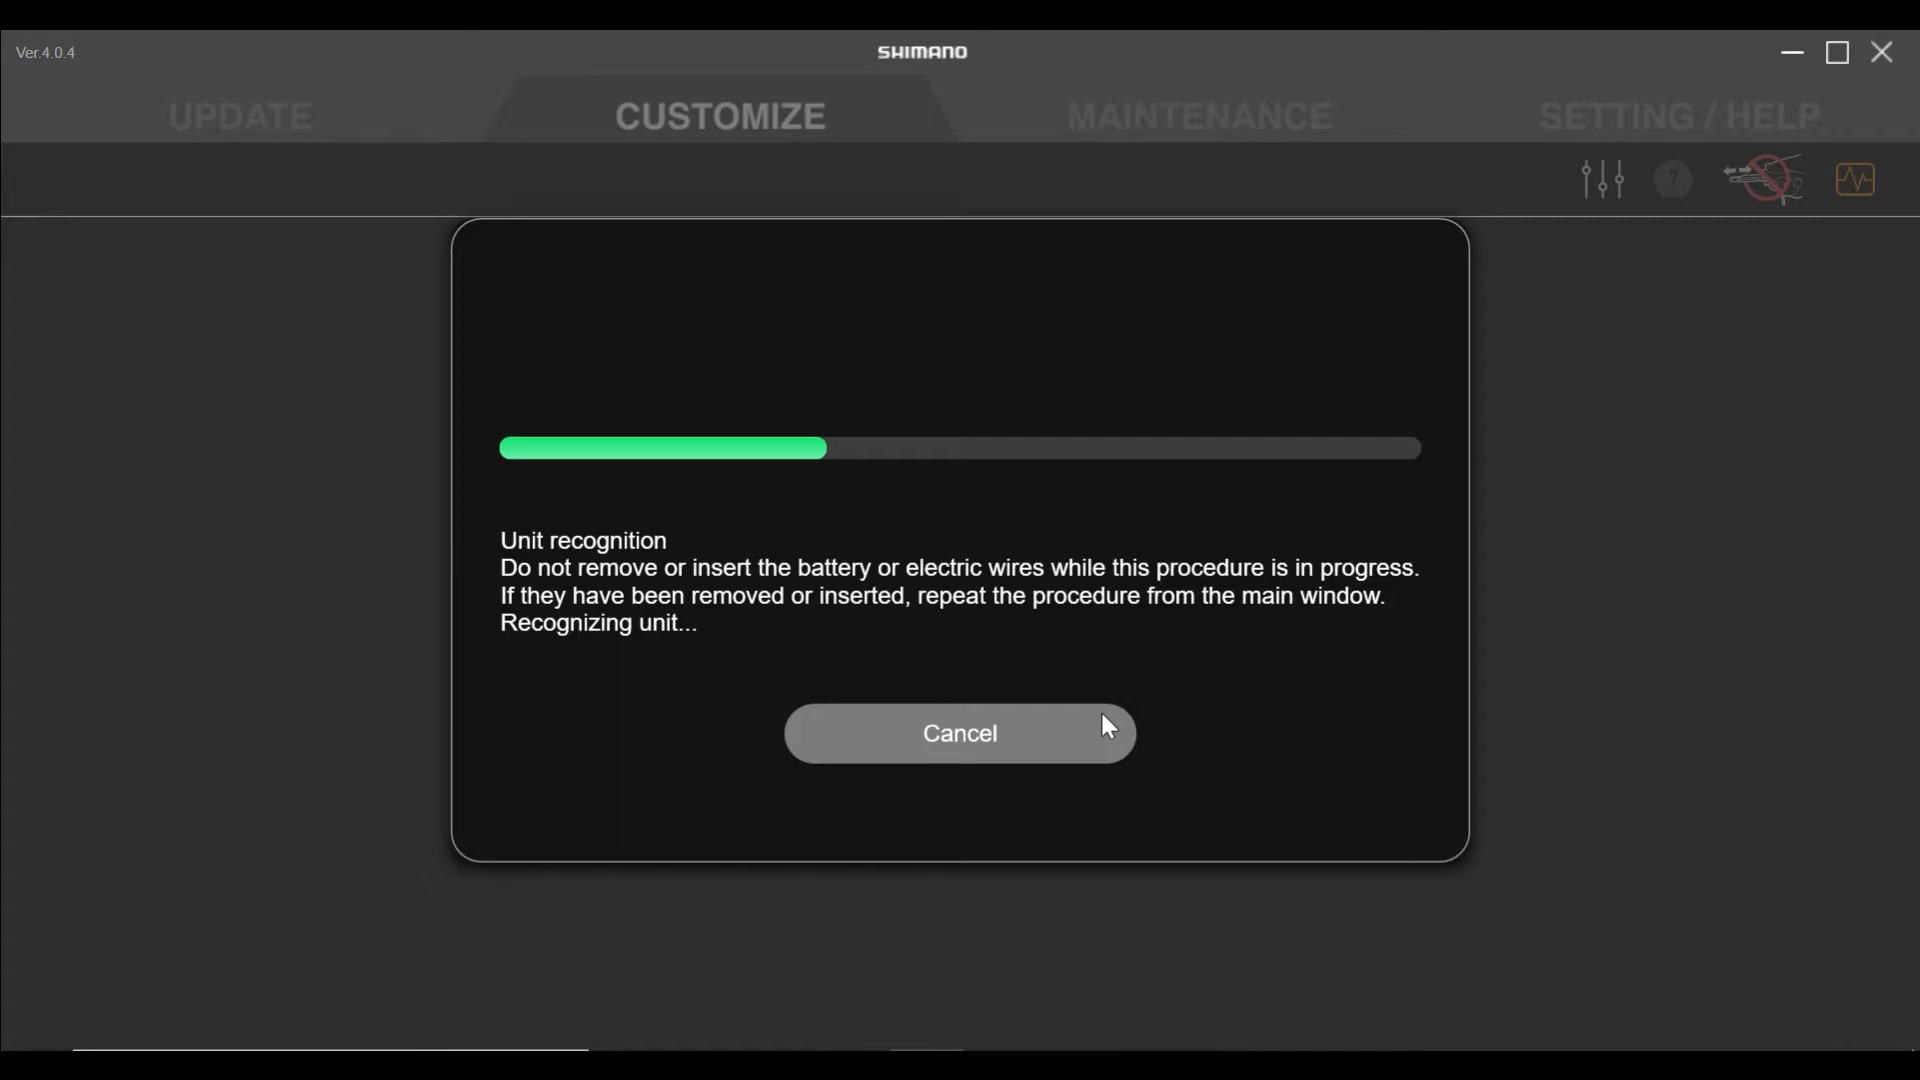 Ver.4.0.4
SHIMANO
UPDATE
CUSTOMIZE
MAINTENANCE
SETTING / HELP
?
Unit recognition
Do not remove or insert the battery or electric wires while this procedure is in progress.
If they have been removed or inserted, repeat the procedure from the main window.
Recognizing unit...
Cancel